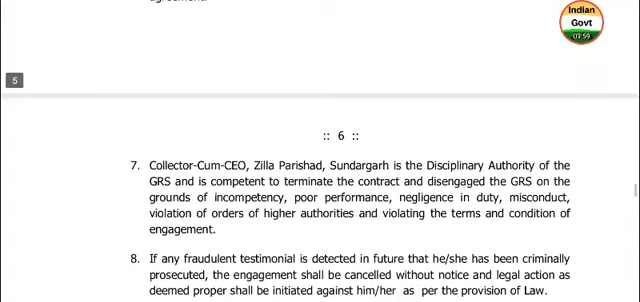 Indian
Govt
03:59
5
:: 6 ::
7. Collector-Cum-CEO, Zilla Parishad, Sundargarh is the Disciplinary Authority of the
GRS and is competent to terminate the contract and disengaged the GRS on the
grounds of incompetency, poor performance, negligence in duty, misconduct,
violation of orders of higher authorities and violating the terms and condition of
engagement.
8. If any fraudulent testimonial is detected in future that he/she has been criminally
prosecuted, the engagement shall be cancelled without notice and legal action as
deemed proper shall be initiated against him/her as per the provision of Law.